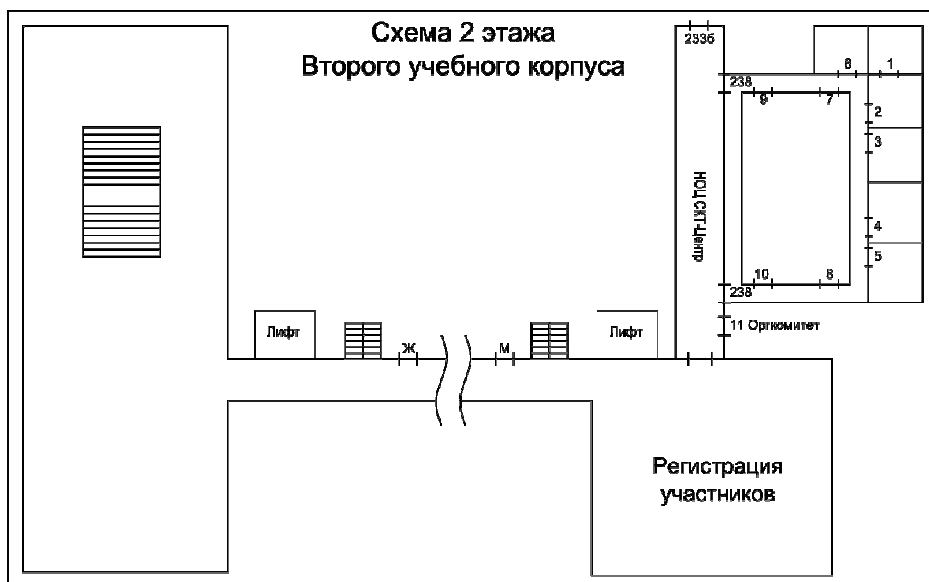 Схема 2 этажа
Второго учебного корпуса
233б
8
1
238
9
7
2
3
НОЦ СКТ-Центр
4
5
10
6
238
11 Оргкомитет
Лифт
Лифт
Ж
М
Регистрация
участников